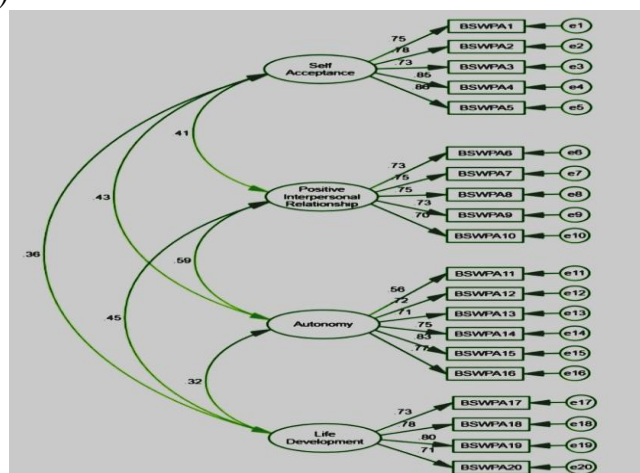 )
.75 BSWPA1 e1
.78 BSWPA2 e2
Self
Acceptance
.73 BSWPA3 e3
.85 BSWPA4 e4
BSWPA5 e5
.41
.73 BSWPA6 e6
.75 BSWPA7 e7
Positive
Interpersonal
Relationship
.75 BSWPA8 e8
.73 BSWPA9 e9
BSWPA10 e10
.43
.59
.36
.56 BSWPA11 e11
.72 BSWPA12 e12
.71 BSWPA13 e13
Autonomy
.75 BSWPA14 e14
.83 BSWPA15 e15
.77 BSWPA16 e16
.45
.32
.73 BSWPA17 e17
.78 BSWPA18 e18
Life
Development
.80 BSWPA19 e19
.71 BSWPA20 e20